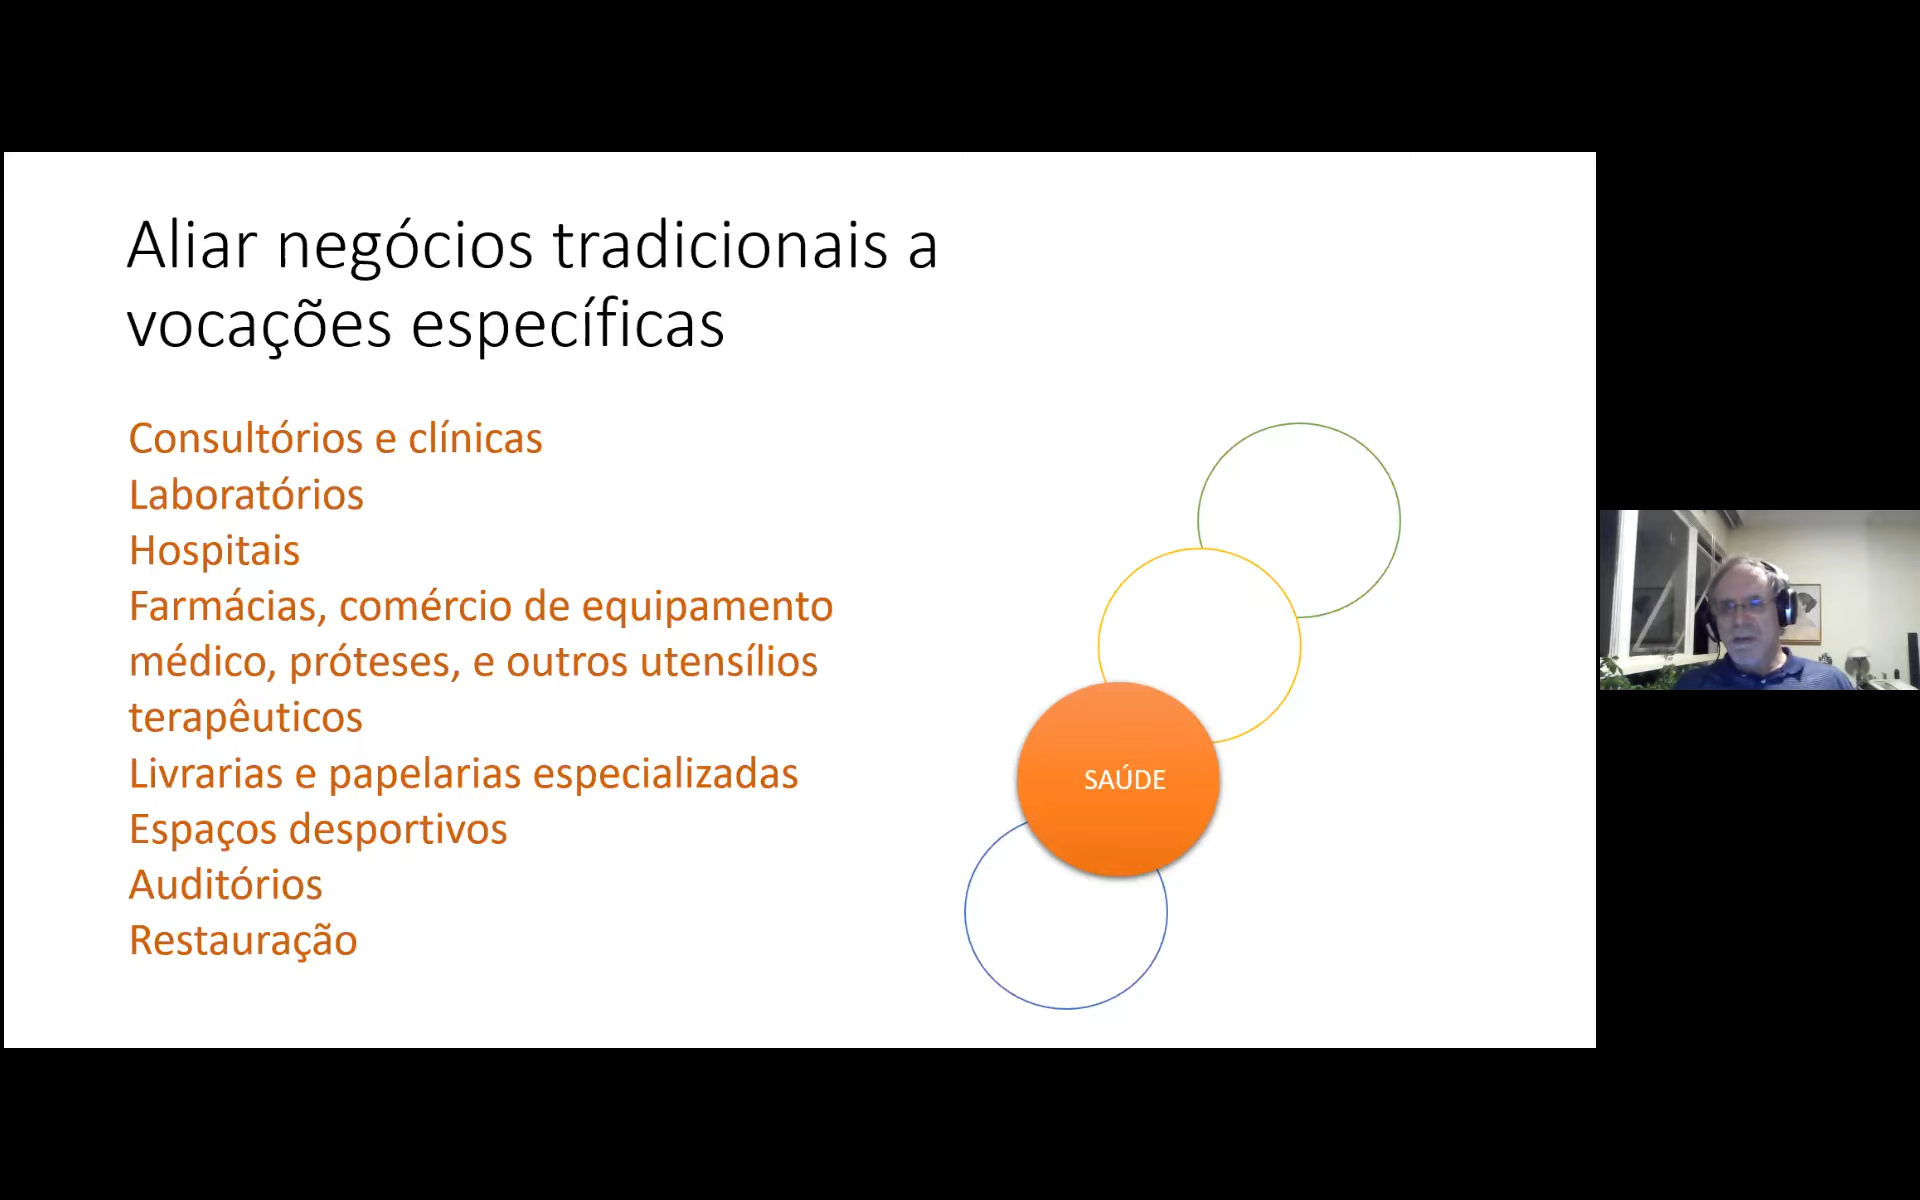 Aliar negócios tradicionais a
vocações específicas
Consultórios e clínicas
Laboratórios
Hospitais
Farmácias, comércio de equipamento
médico, próteses, e outros utensílios
terapêuticos
Livrarias e papelarias especializadas
Espaços desportivos
Auditórios
Restauração
SAÚDE